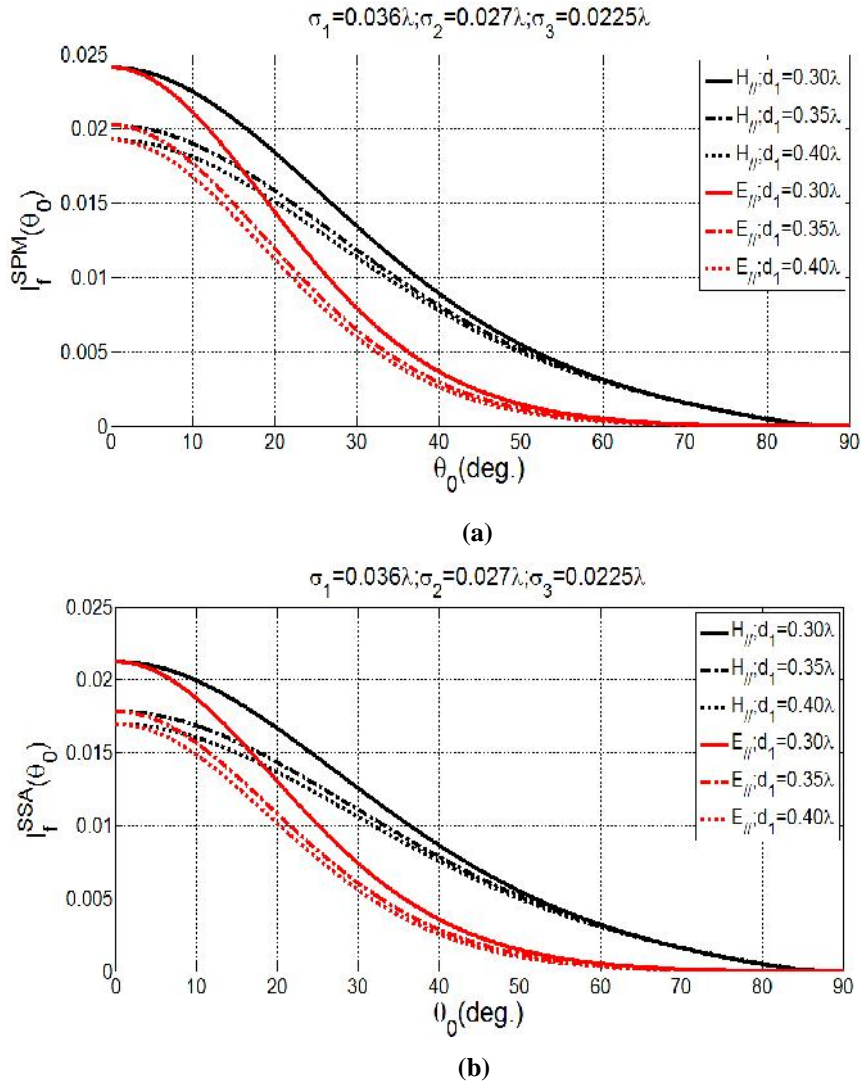 σ₁=0.036λ;σ₂=0.027λ;σ₃=0.0225λ
0.025
0.02
0.015
0.01
0.005
0
I_f^SPM(θ₀)
H//;d₁=0.30λ
H//;d₁=0.35λ
H//;d₁=0.40λ
E//;d₁=0.30λ
E//;d₁=0.35λ
E//;d₁=0.40λ
0 10 20 30 40 50 60 70 80 90
θ₀(deg.)
(a)
σ₁=0.036λ;σ₂=0.027λ;σ₃=0.0225λ
0.025
0.02
0.015
0.01
0.005
0
I_f^SSA(θ₀)
H//;d₁=0.30λ
H//;d₁=0.35λ
H//;d₁=0.40λ
E//;d₁=0.30λ
E//;d₁=0.35λ
E//;d₁=0.40λ
0 10 20 30 40 50 60 70 80 90
θ₀(deg.)
(b)